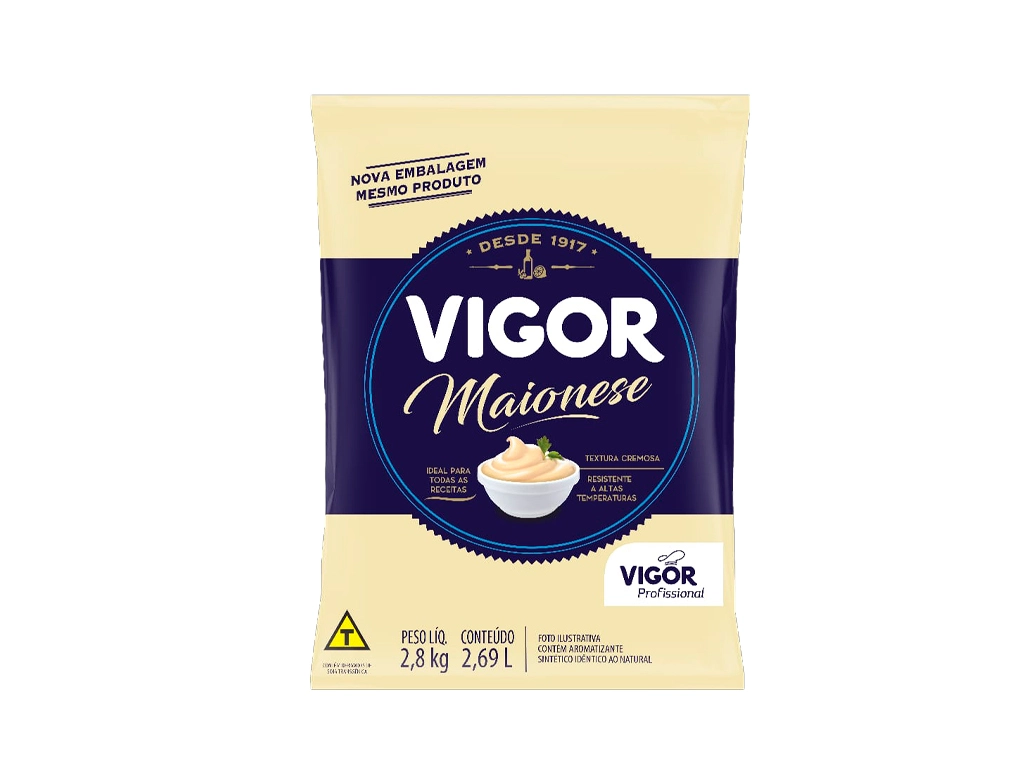 NOVA EMBALAGEM
MESMO PRODUTO
DESDE 1917
VIGOR
Maionese
IDEAL PARA
TODAS AS
RECEITAS
TEXTURA CREMOSA
RESISTENTE
A ALTAS
TEMPERATURAS
VIGOR
Profissional
T
PESO LÍQ.
2,8 kg
CONTEÚDO
2,69 L
FOTO ILUSTRATIVA
CONTÉM AROMATIZANTE
SINTÉTICO IDÊNTICO AO NATURAL